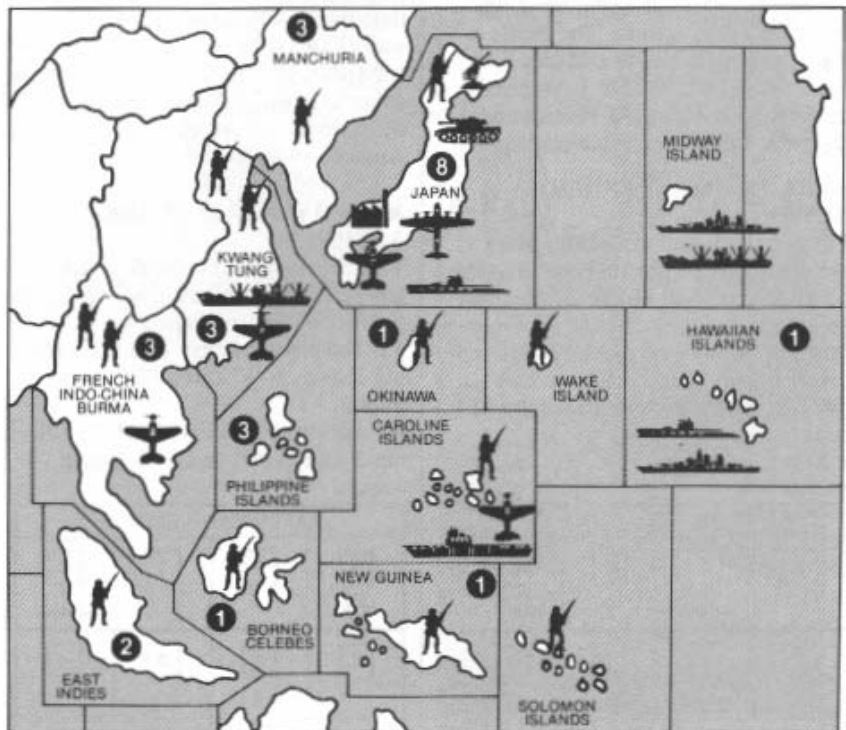 3
MANCHURIA
MIDWAY
ISLAND
8
JAPAN
KWANG
TUNG
3
3
FRENCH
INDO-CHINA
BURMA
1
OKINAWA
WAKE
ISLAND
HAWAIIAN
ISLANDS
1
CAROLINE
ISLANDS
3
PHILIPPINE
ISLANDS
NEW GUINEA
1
1
BORNEO
CELEBES
2
EAST
INDIES
SOLOMON
ISLANDS